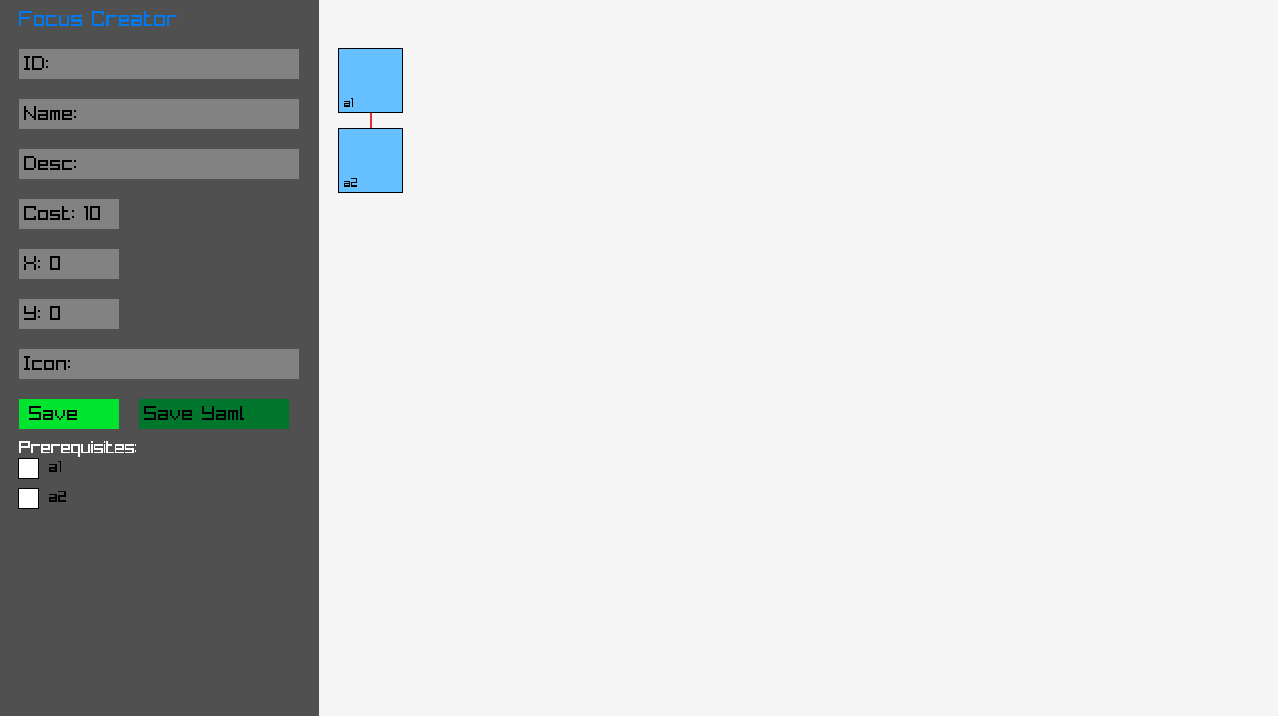 Focus Creator
ID:
Name:
Desc:
Cost: 10
X: 0
Y: 0
Icon:
Save
Save Yaml
Prerequisites:
a1
a2
a1
a2